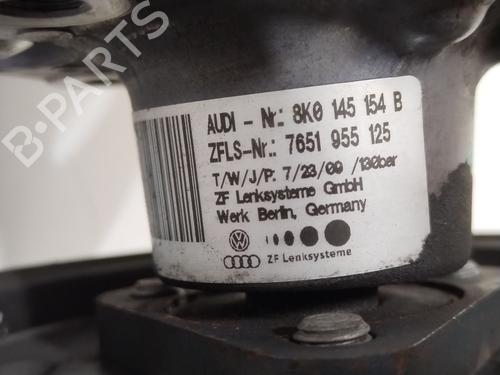 B-PARTS
AUDI - Nr.: 8K0 145 154 B
ZFLS-Nr.: 7651 955 125
T/W/J/P: 7/23/09 /130bar
ZF Lenksysteme GmbH
Werk Berlin, Germany
ZF Lenksysteme